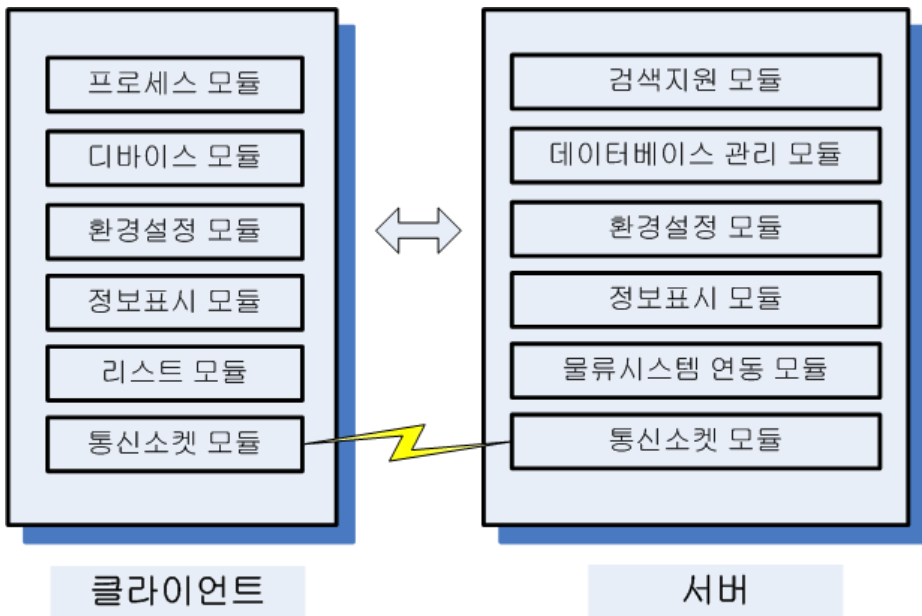 프로세스 모듈
디바이스 모듈
환경설정 모듈
정보표시 모듈
리스트 모듈
통신소켓 모듈
클라이언트
검색지원 모듈
데이터베이스 관리 모듈
환경설정 모듈
정보표시 모듈
물류시스템 연동 모듈
통신소켓 모듈
서버